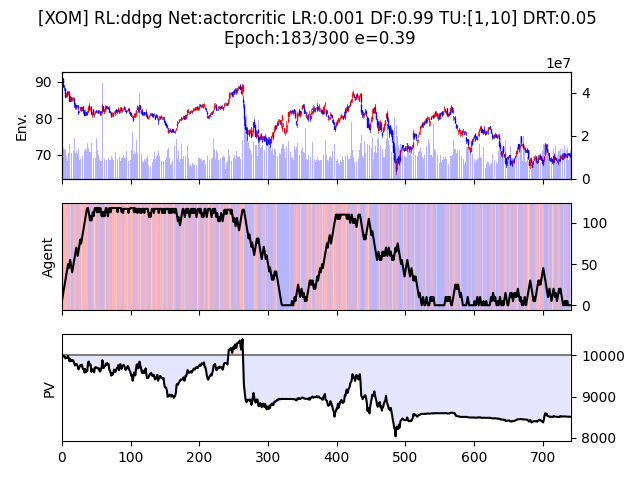 [XOM] RL:ddpg Net:actorcritic LR:0.001 DF:0.99 TU:[1,10] DRT:0.05
Epoch:183/300 e=0.39
1e7
90
80
70
Env.
4
2
0
Agent
100
50
0
PV
10000
9000
8000
0 100 200 300 400 500 600 700